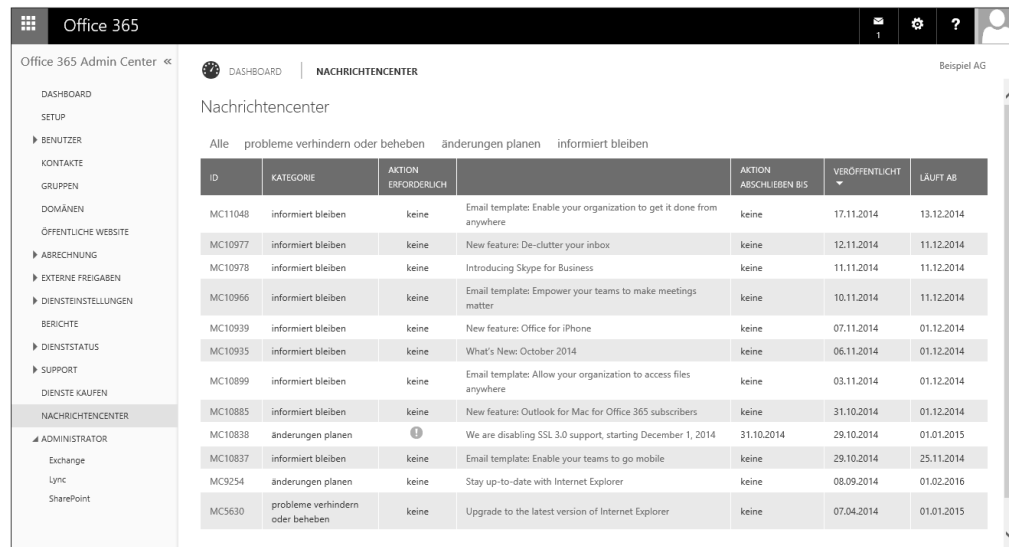 Office 365
1
?
Office 365 Admin Center «
DASHBOARD
SETUP
BENUTZER
KONTAKTE
GRUPPEN
DOMÄNEN
ÖFFENTLICHE WEBSITE
ABRECHNUNG
EXTERNE FREIGABEN
DIENSTEINSTELLUNGEN
BERICHTE
DIENSTSTATUS
SUPPORT
DIENSTE KAUFEN
NACHRICHTENCENTER
ADMINISTRATOR
Exchange
Lync
SharePoint
DASHBOARD | NACHRICHTENCENTER
Beispiel AG
Nachrichtencenter
Alle probleme verhindern oder beheben änderungen planen informiert bleiben
ID KATEGORIE AKTION ERFORDERLICH AKTION ABSCHLIEßEN BIS VERÖFFENTLICHT LÄUFT AB
MC11048 informiert bleiben keine Email template: Enable your organization to get it done from anywhere keine 17.11.2014 13.12.2014
MC10977 informiert bleiben keine New feature: De-clutter your inbox keine 12.11.2014 11.12.2014
MC10978 informiert bleiben keine Introducing Skype for Business keine 11.11.2014 11.12.2014
MC10966 informiert bleiben keine Email template: Empower your teams to make meetings matter keine 10.11.2014 11.12.2014
MC10939 informiert bleiben keine New feature: Office for iPhone keine 07.11.2014 01.12.2014
MC10935 informiert bleiben keine What's New: October 2014 keine 06.11.2014 01.12.2014
MC10899 informiert bleiben keine Email template: Allow your organization to access files anywhere keine 03.11.2014 01.12.2014
MC10885 informiert bleiben keine New feature: Outlook for Mac for Office 365 subscribers keine 31.10.2014 01.12.2014
MC10838 änderungen planen ! We are disabling SSL 3.0 support, starting December 1, 2014 31.10.2014 29.10.2014 01.01.2015
MC10837 informiert bleiben keine Email template: Enable your teams to go mobile keine 29.10.2014 25.11.2014
MC9254 änderungen planen keine Stay up-to-date with Internet Explorer keine 08.09.2014 01.02.2016
MC5630 probleme verhindern oder beheben keine Upgrade to the latest version of Internet Explorer keine 07.04.2014 01.01.2015